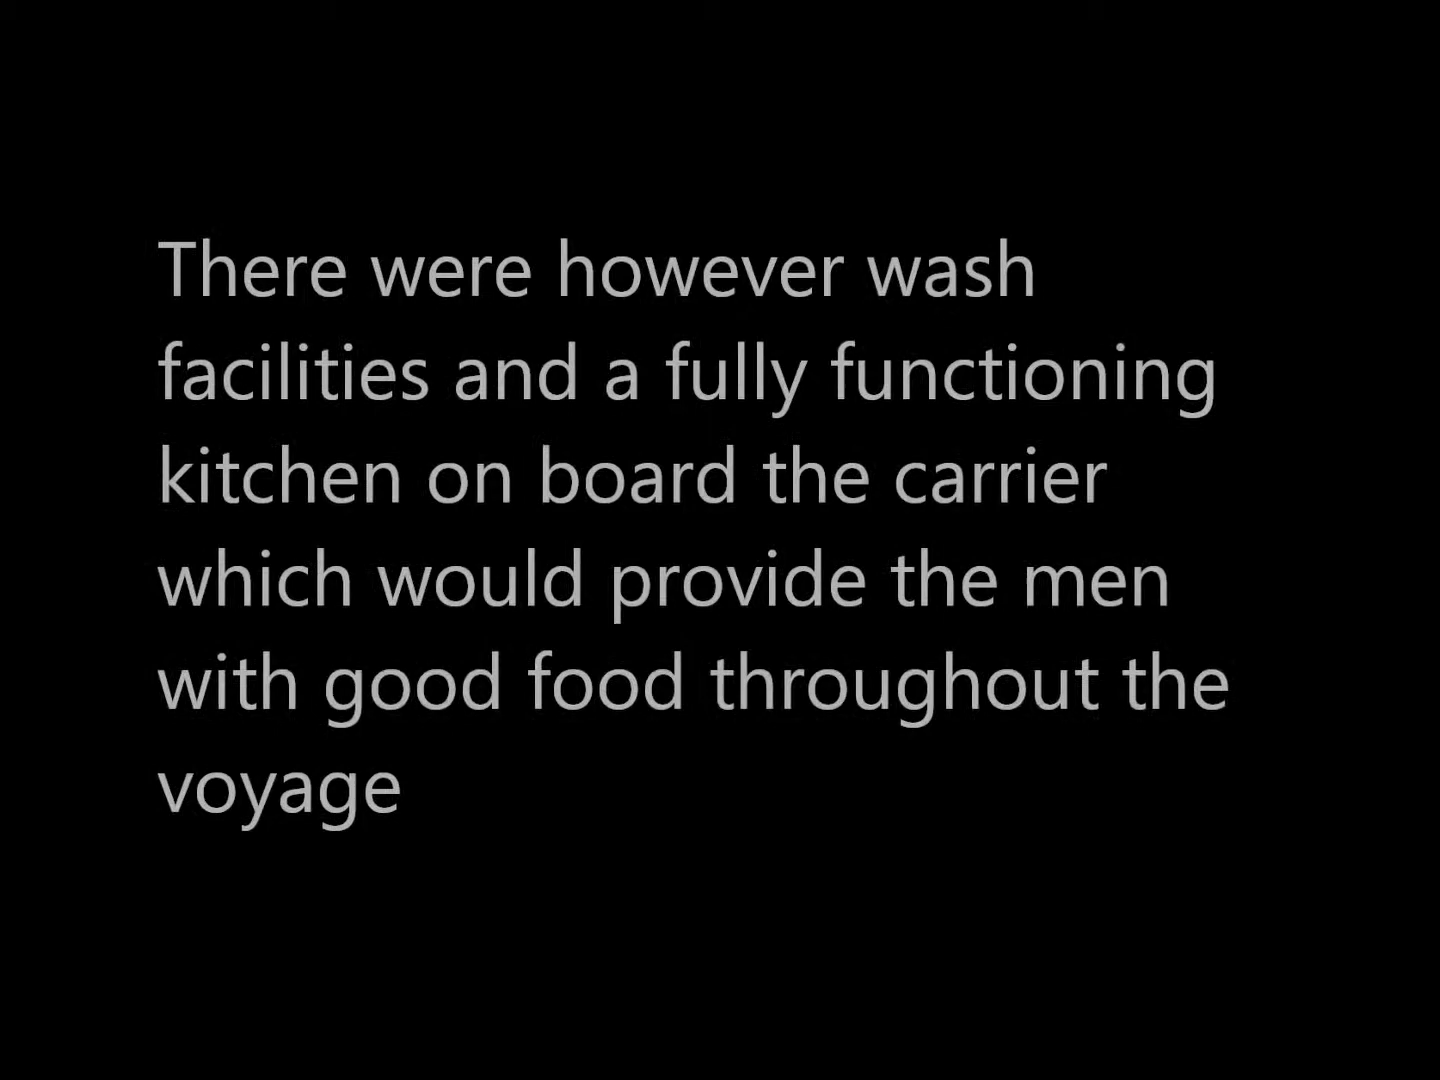 There were however wash
facilities and a fully functioning
kitchen on board the carrier
which would provide the men
with good food throughout the
voyage